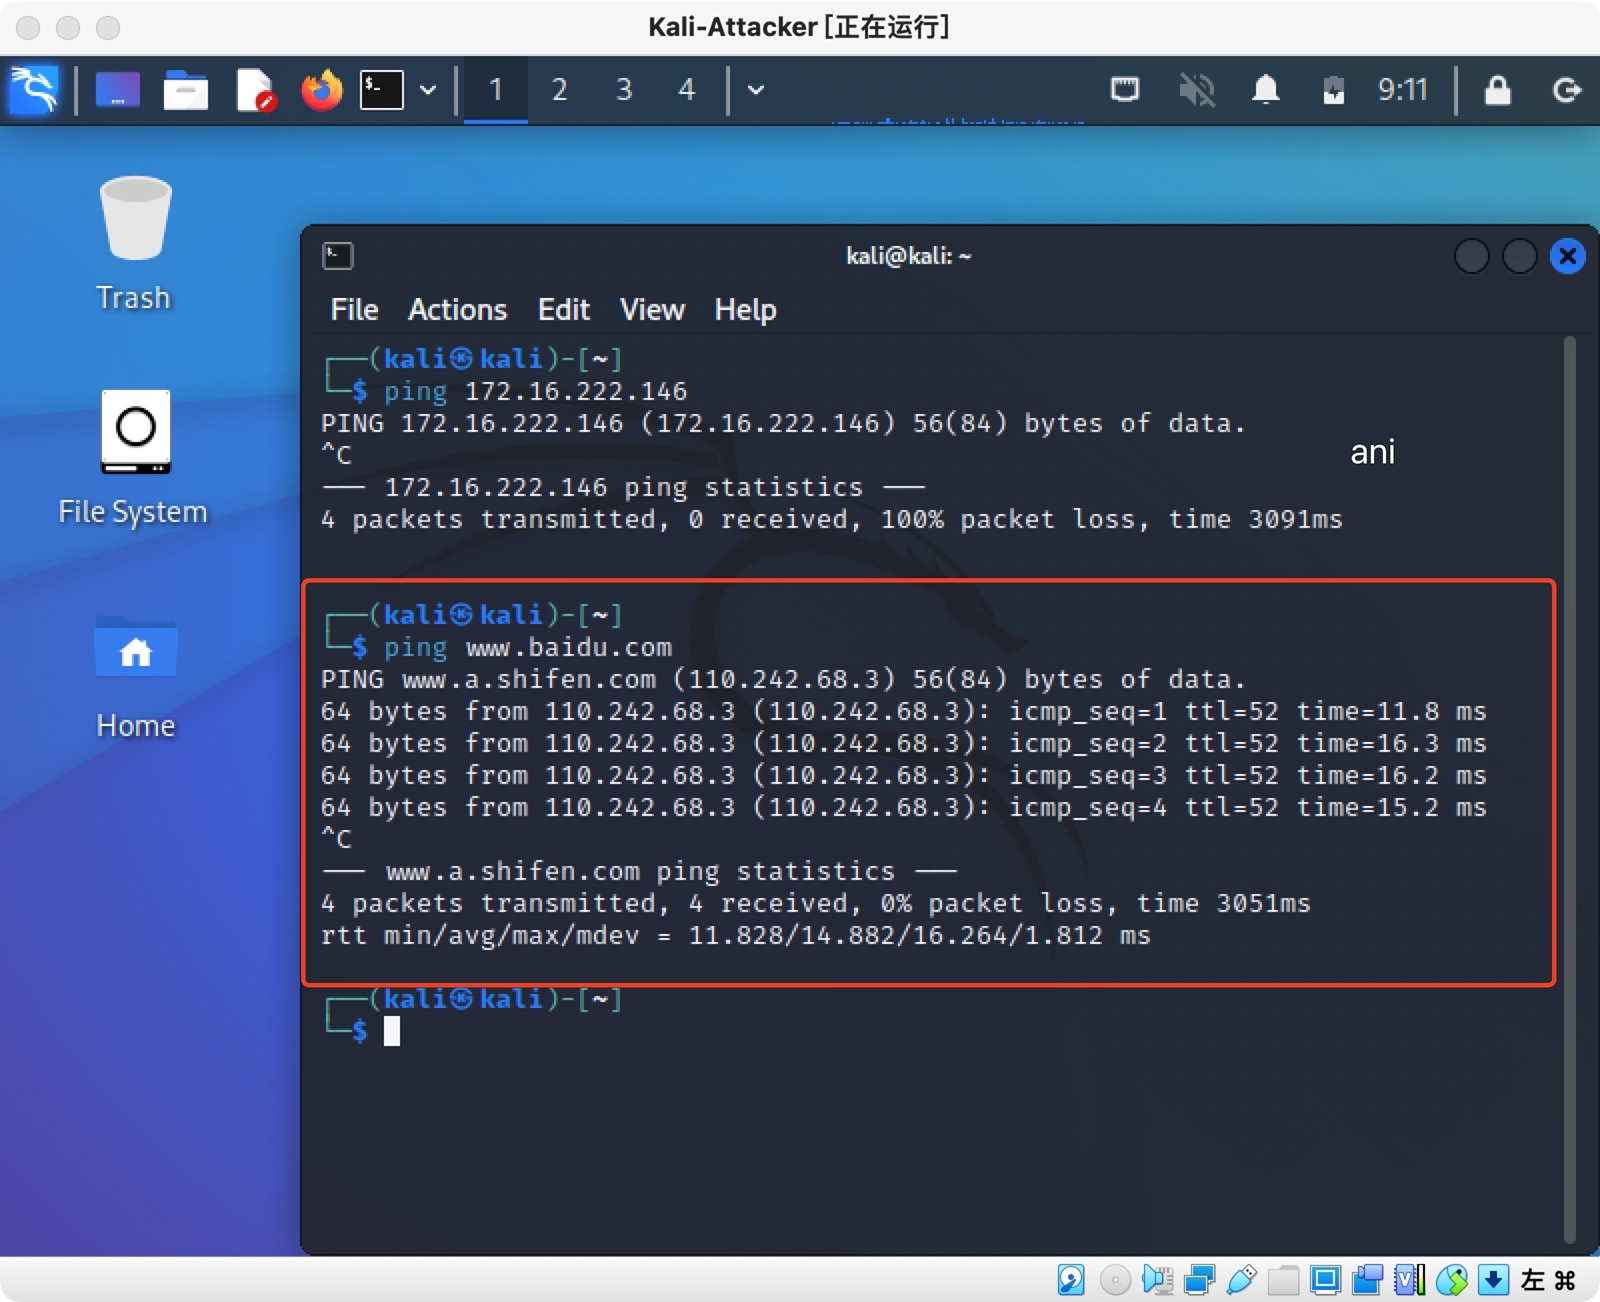 Kali-Attacker [正在运行]
1 2 3 4
9:11
Trash
File System
Home
kali@kali: ~
File Actions Edit View Help
┌──(kali㉿kali)-[~]
└─$ ping 172.16.222.146
PING 172.16.222.146 (172.16.222.146) 56(84) bytes of data.
^C
ani
── 172.16.222.146 ping statistics ──
4 packets transmitted, 0 received, 100% packet loss, time 3091ms
┌──(kali㉿kali)-[~]
└─$ ping www.baidu.com
PING www.a.shifen.com (110.242.68.3) 56(84) bytes of data.
64 bytes from 110.242.68.3 (110.242.68.3): icmp_seq=1 ttl=52 time=11.8 ms
64 bytes from 110.242.68.3 (110.242.68.3): icmp_seq=2 ttl=52 time=16.3 ms
64 bytes from 110.242.68.3 (110.242.68.3): icmp_seq=3 ttl=52 time=16.2 ms
64 bytes from 110.242.68.3 (110.242.68.3): icmp_seq=4 ttl=52 time=15.2 ms
^C
── www.a.shifen.com ping statistics ──
4 packets transmitted, 4 received, 0% packet loss, time 3051ms
rtt min/avg/max/mdev = 11.828/14.882/16.264/1.812 ms
┌──(kali㉿kali)-[~]
└─$
左 ⌘